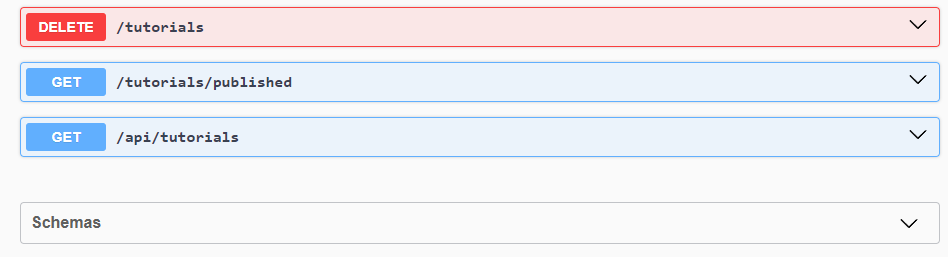 DELETE /tutorials
GET /tutorials/published
GET /api/tutorials
Schemas